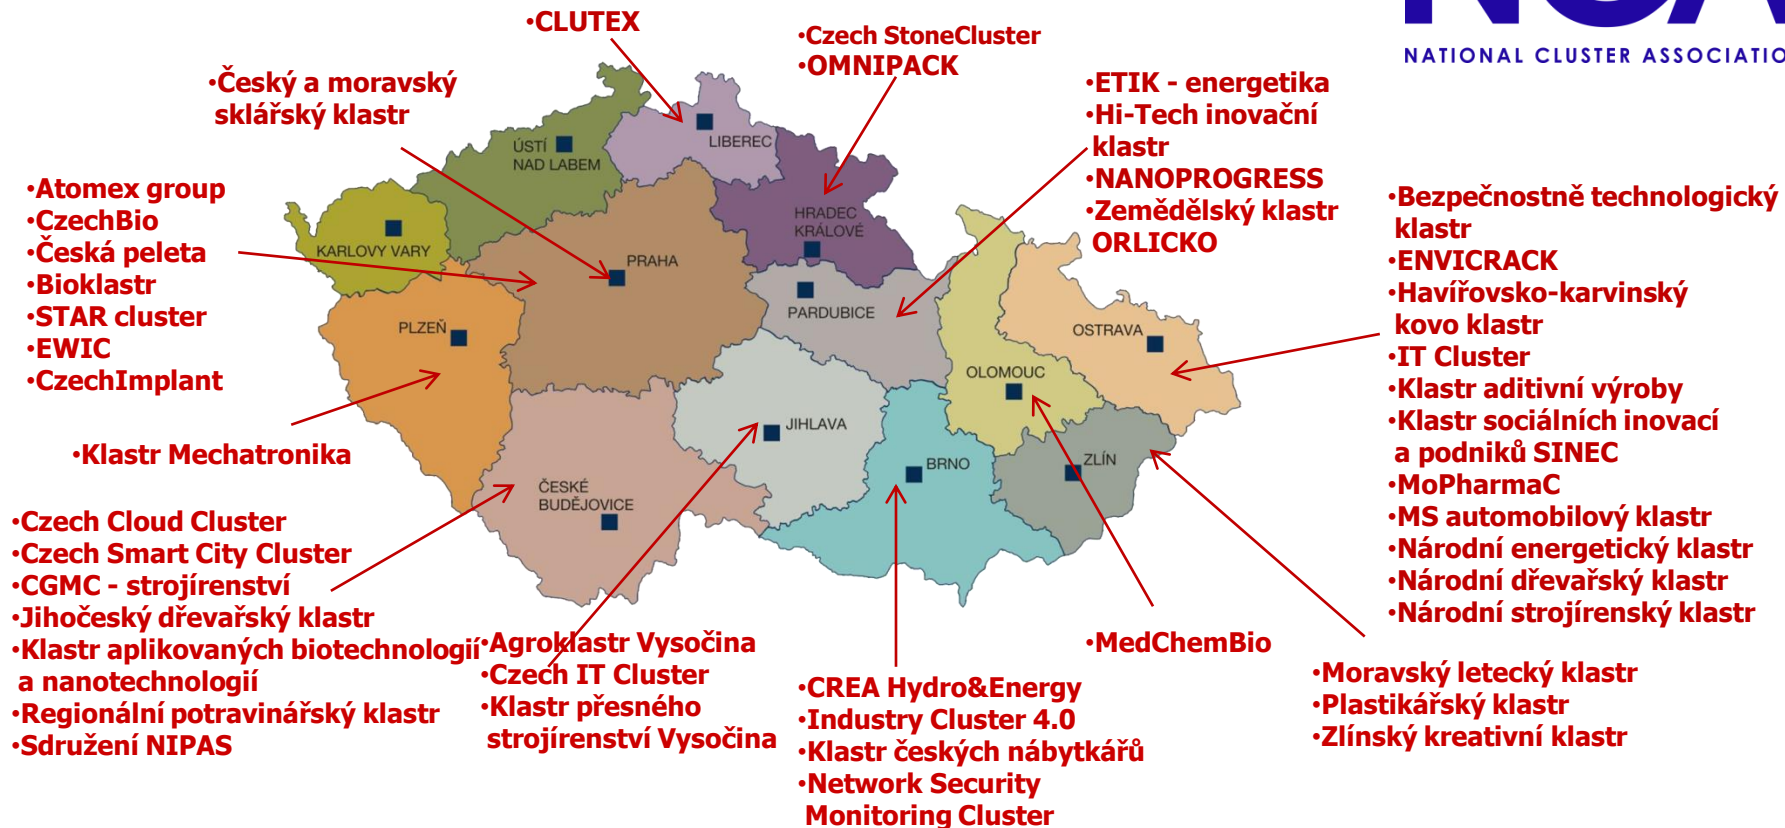 •CLUTEX
•Czech StoneCluster
•OMNIPACK
NATIONAL CLUSTER
•Český a moravský
sklářský klastr
•ETIK - energetika
•Hi-Tech inovační
klastr
•NANOPROGRESS
•Zemědělský klastr
ORLICKO
•Atomex group
•CzechBio
•Česká peleta
•Bioklastr
•STAR cluster
•EWIC
•CzechImplant
•Bezpečnostně technologický
klastr
•ENVICRACK
•Havířovsko-karvinský
kovo klastr
•IT Cluster
•Klastr aditivní výroby
•Klastr sociálních inovací
a podniků SINEC
•MoPharmaC
•MS automobilový klastr
•Národní energetický klastr
•Národní dřevařský klastr
•Národní strojírenský klastr
ÚSTÍ
NAD LABEM
LIBEREC
KARLOVY VARY
HRADEC
KRÁLOVÉ
PRAHA
PARDUBICE
PLZEŇ
OSTRAVA
OLOMOUC
JIHLAVA
BRNO
ZLÍN
ČESKÉ
BUDĚJOVICE
•Klastr Mechatronika
•Czech Cloud Cluster
•Czech Smart City Cluster
•CGMC - strojírenství
•Jihočeský dřevařský klastr
•Klastr aplikovaných biotechnologií
a nanotechnologií
•Regionální potravinářský klastr
•Sdružení NIPAS
•Agroklastr Vysočina
•Czech IT Cluster
•Klastr přesného
strojírenství Vysočina
•CREA Hydro&Energy
•Industry Cluster 4.0
•Klastr českých nábytkářů
•Network Security
Monitoring Cluster
•MedChemBio
•Moravský letecký klastr
•Plastikářský klastr
•Zlínský kreativní klastr